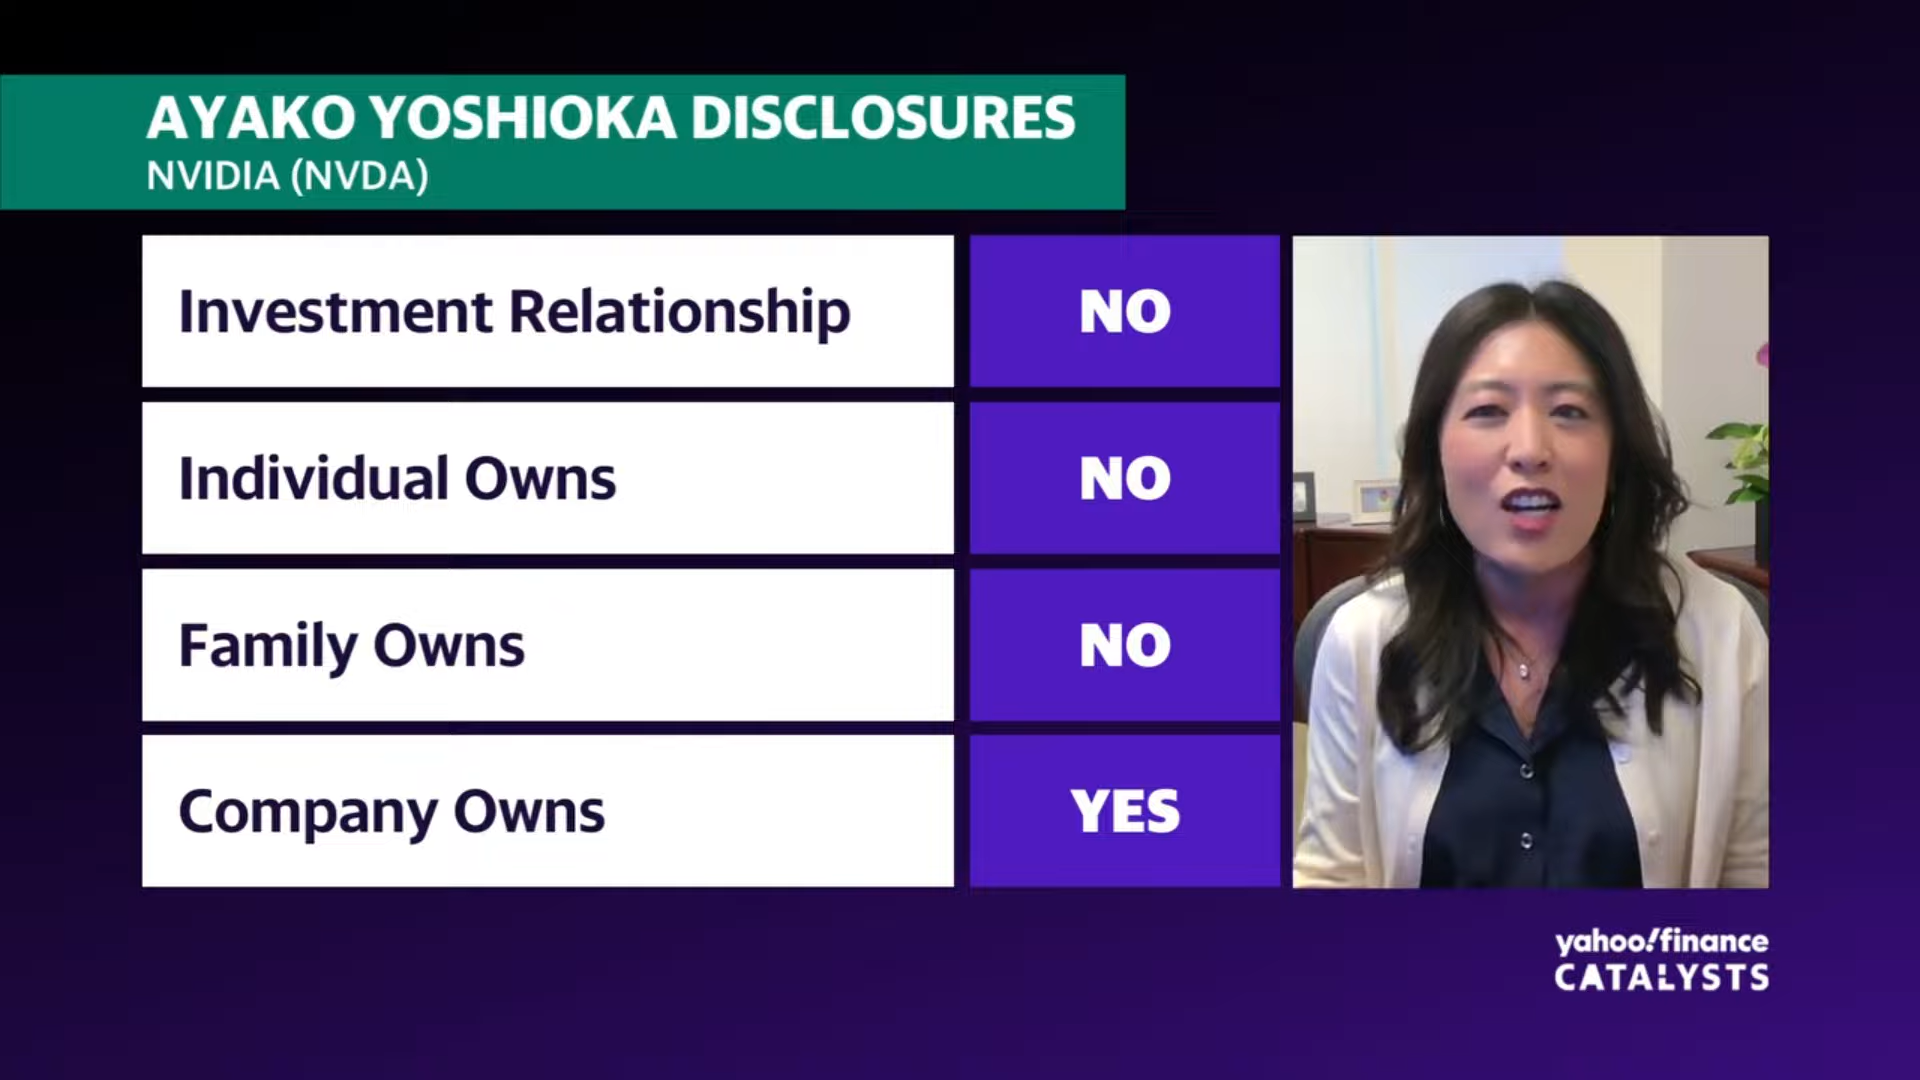 AYAKO YOSHIOKA DISCLOSURES
NVIDIA (NVDA)
Investment Relationship NO
Individual Owns NO
Family Owns NO
Company Owns YES
yahoo!finance
CATALYSTS